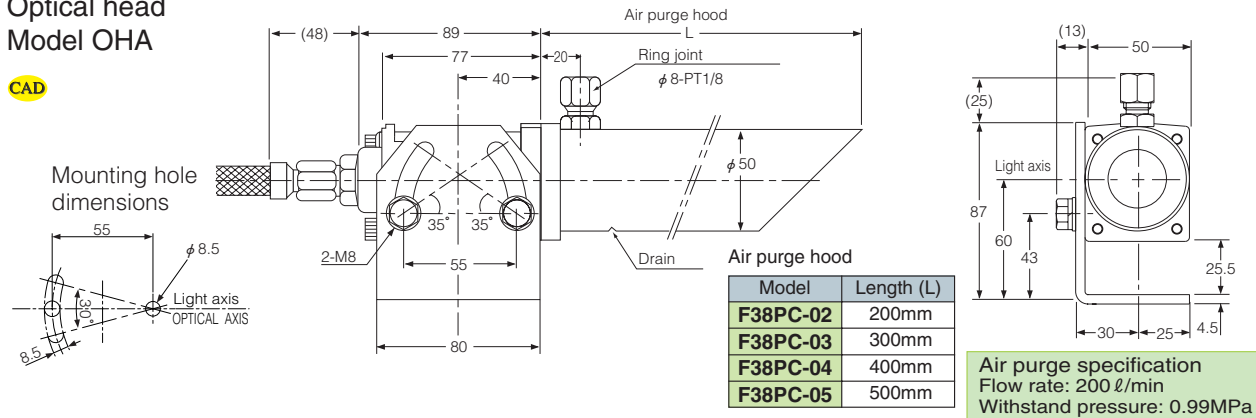 Optical head
Model OHA
CAD
Air purge hood
L
(48)
89
77
20
40
Ring joint
φ8-PT1/8
φ50
35°
35°
2-M8
55
Drain
80
Mounting hole
dimensions
55
φ8.5
30°
Light axis
OPTICAL AXIS
8.5
Air purge hood
Model Length (L)
F38PC-02 200mm
F38PC-03 300mm
F38PC-04 400mm
F38PC-05 500mm
(13)
50
(25)
Light axis
87
60
43
25.5
4.5
30
25
Air purge specification
Flow rate: 200ℓ/min
Withstand pressure: 0.99MPa